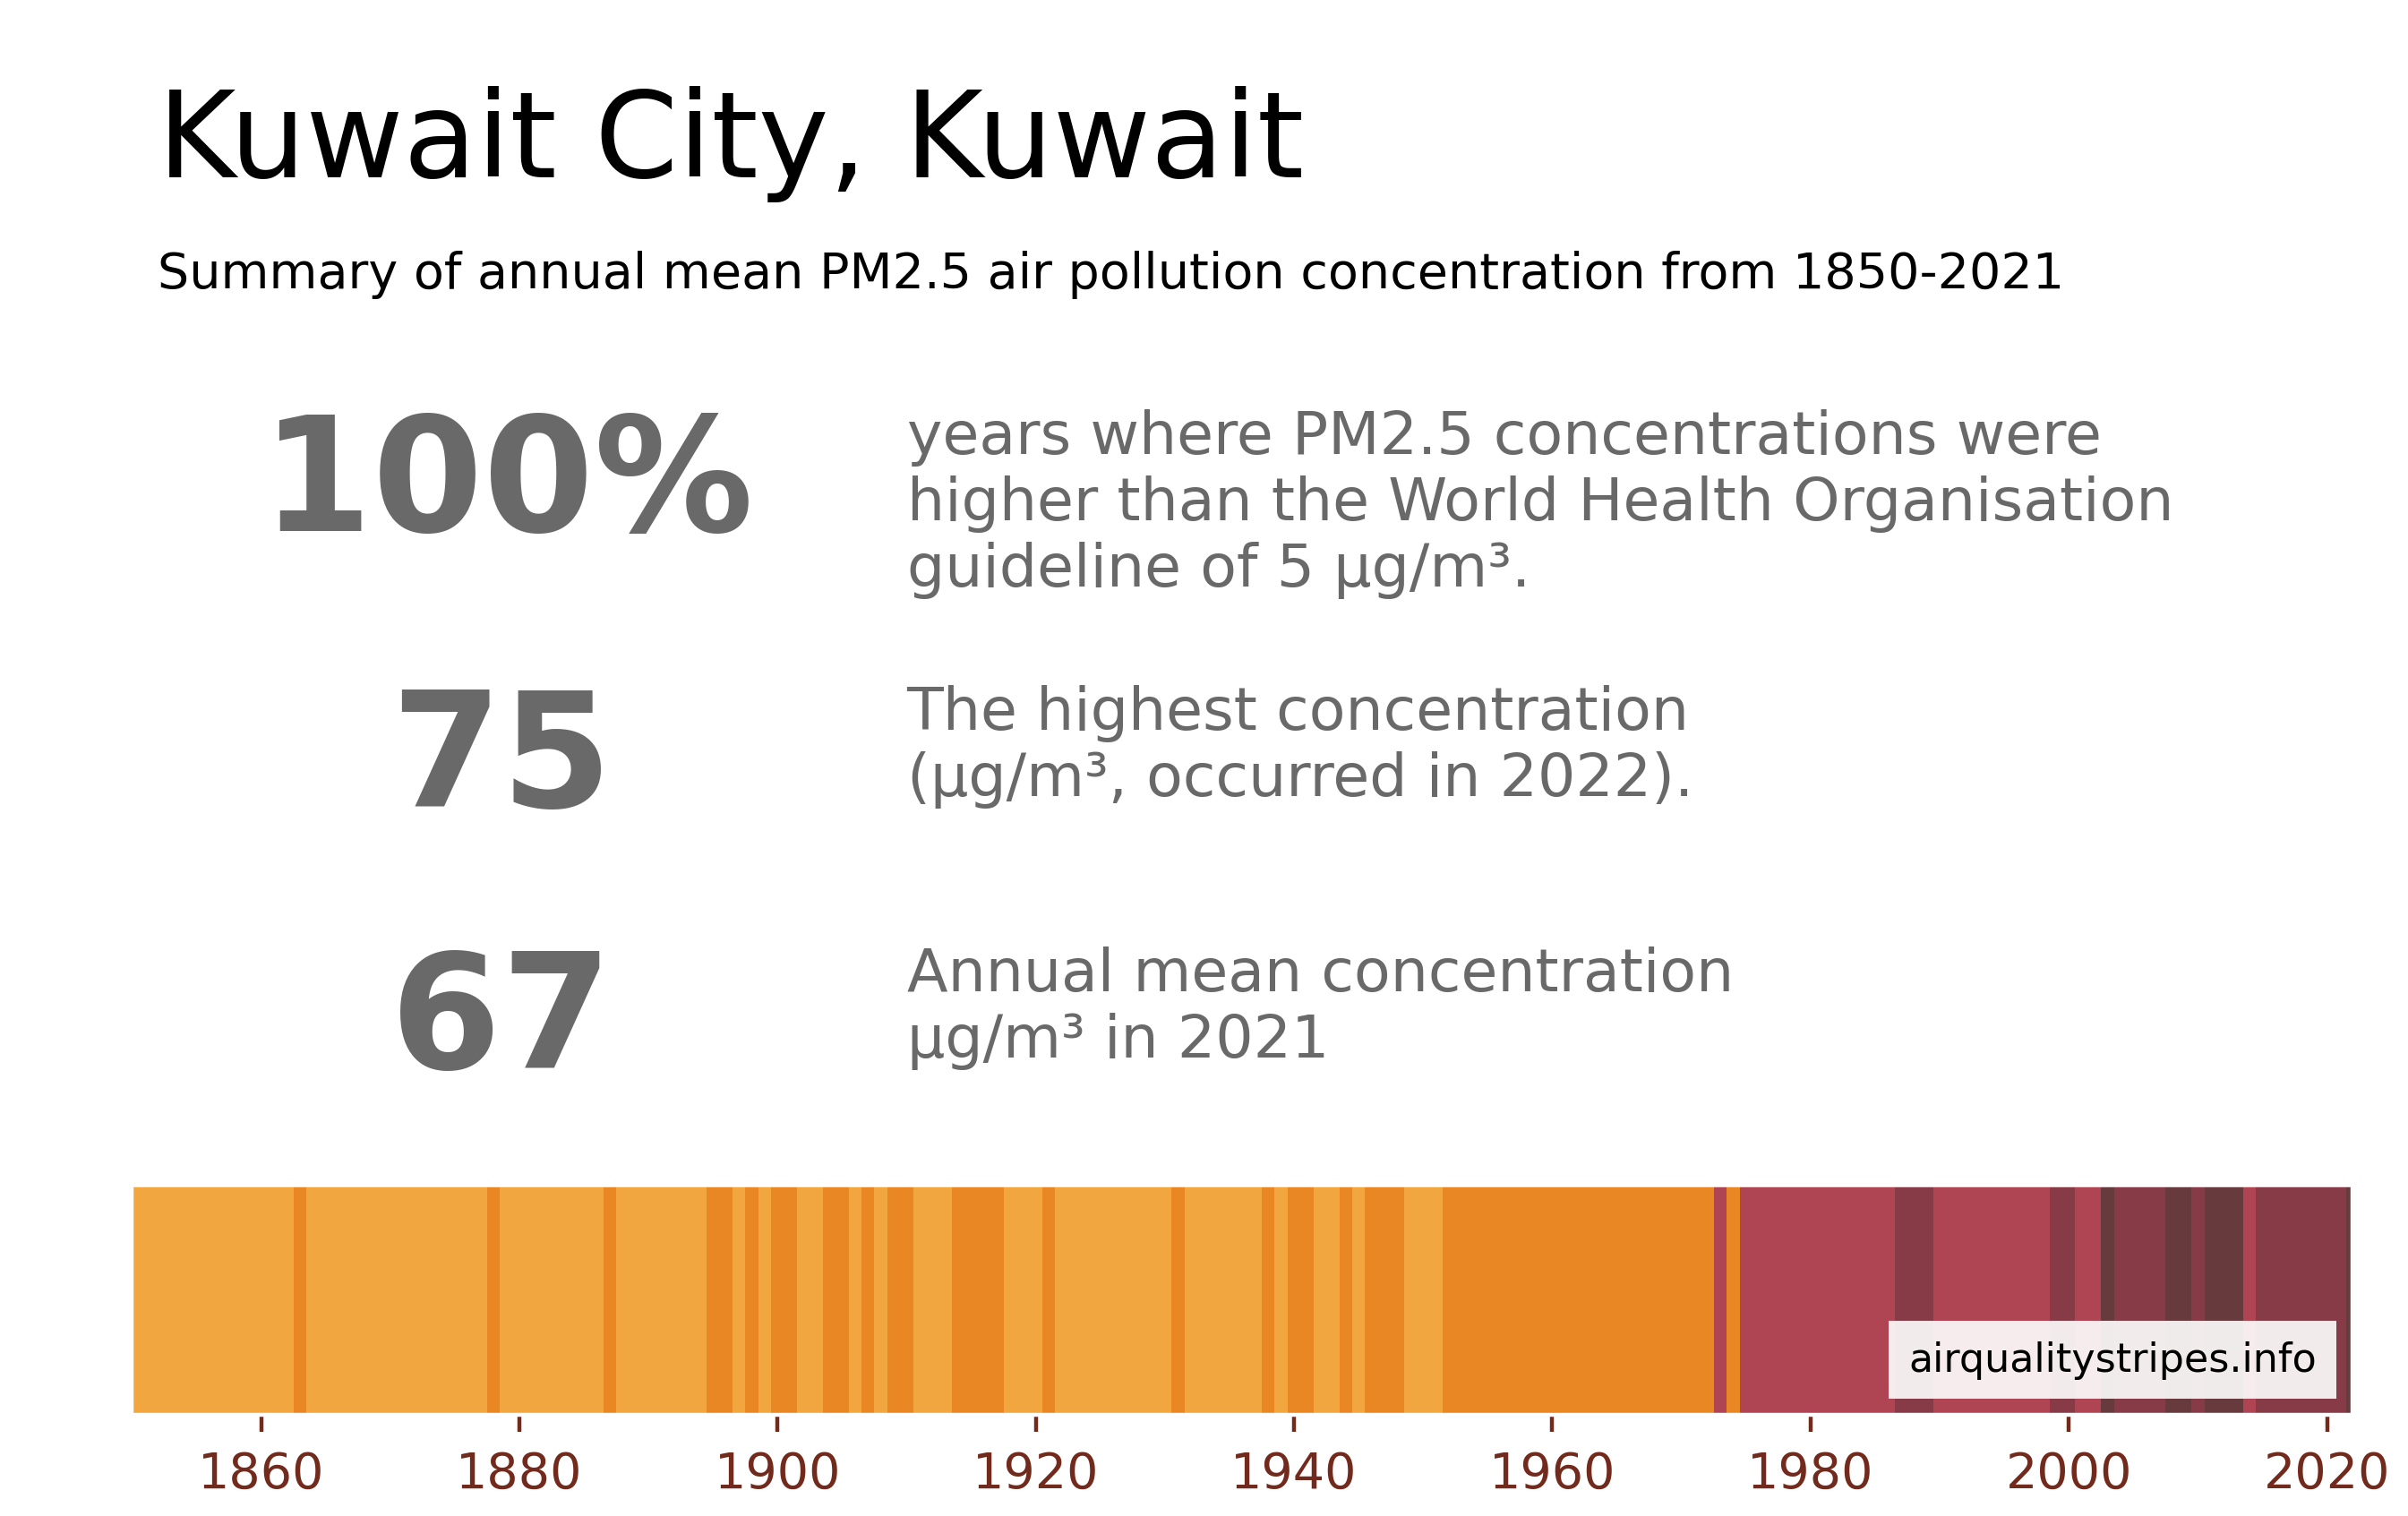 Kuwait City, Kuwait
Summary of annual mean PM2.5 air pollution concentration from 1850-2021
100%
years where PM2.5 concentrations were
higher than the World Health Organisation
guideline of 5 µg/m³.
75
The highest concentration
(µg/m³, occurred in 2022).
67
Annual mean concentration
µg/m³ in 2021
airqualitystripes.info
1860 1880 1900 1920 1940 1960 1980 2000 2020